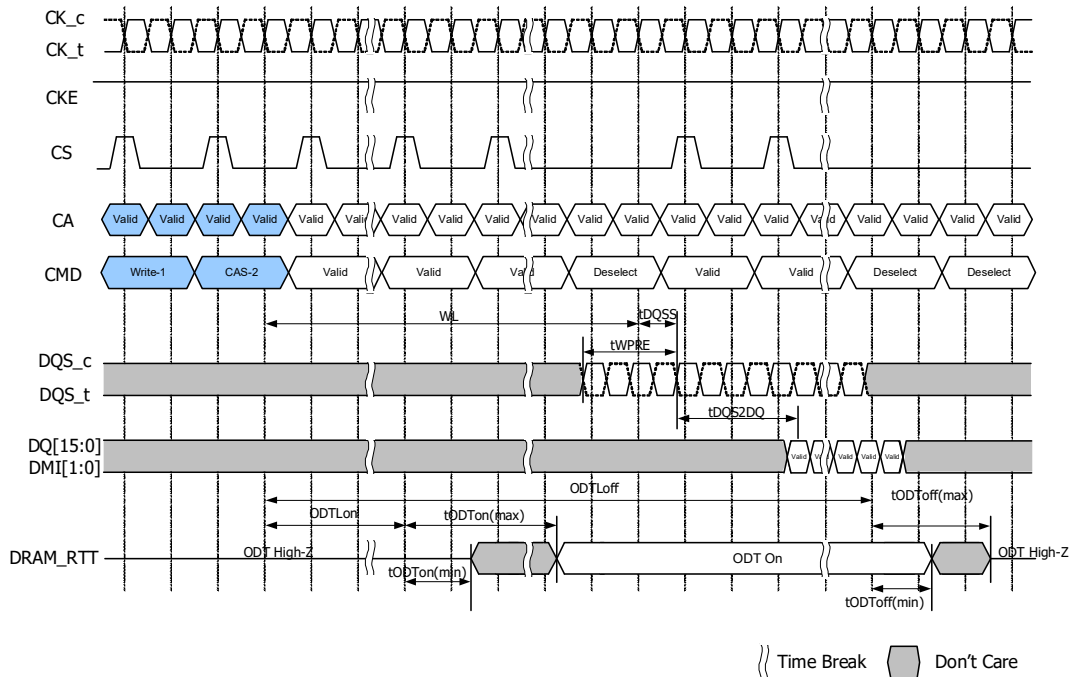 CK_c
CK_t
CKE
CS
CA Valid Valid Valid Valid Valid Valid Valid Valid Valid Valid Valid Valid Valid Valid Valid Valid Valid Valid Valid Valid
CMD Write-1 CAS-2 Valid Valid Valid Deselect Valid Valid Deselect Deselect
WL tDQSS
tWPRE
DQS_c
DQS_t
tDQS2DQ
DQ[15:0]
DMI[1:0] Valid Valid Valid Valid Valid
ODTLoff tODToff(max)
ODTLon tODTon(max)
DRAM_RTT ODT High-Z ODT On ODT High-Z
tODTon(min) tODToff(min)
Time Break Don't Care